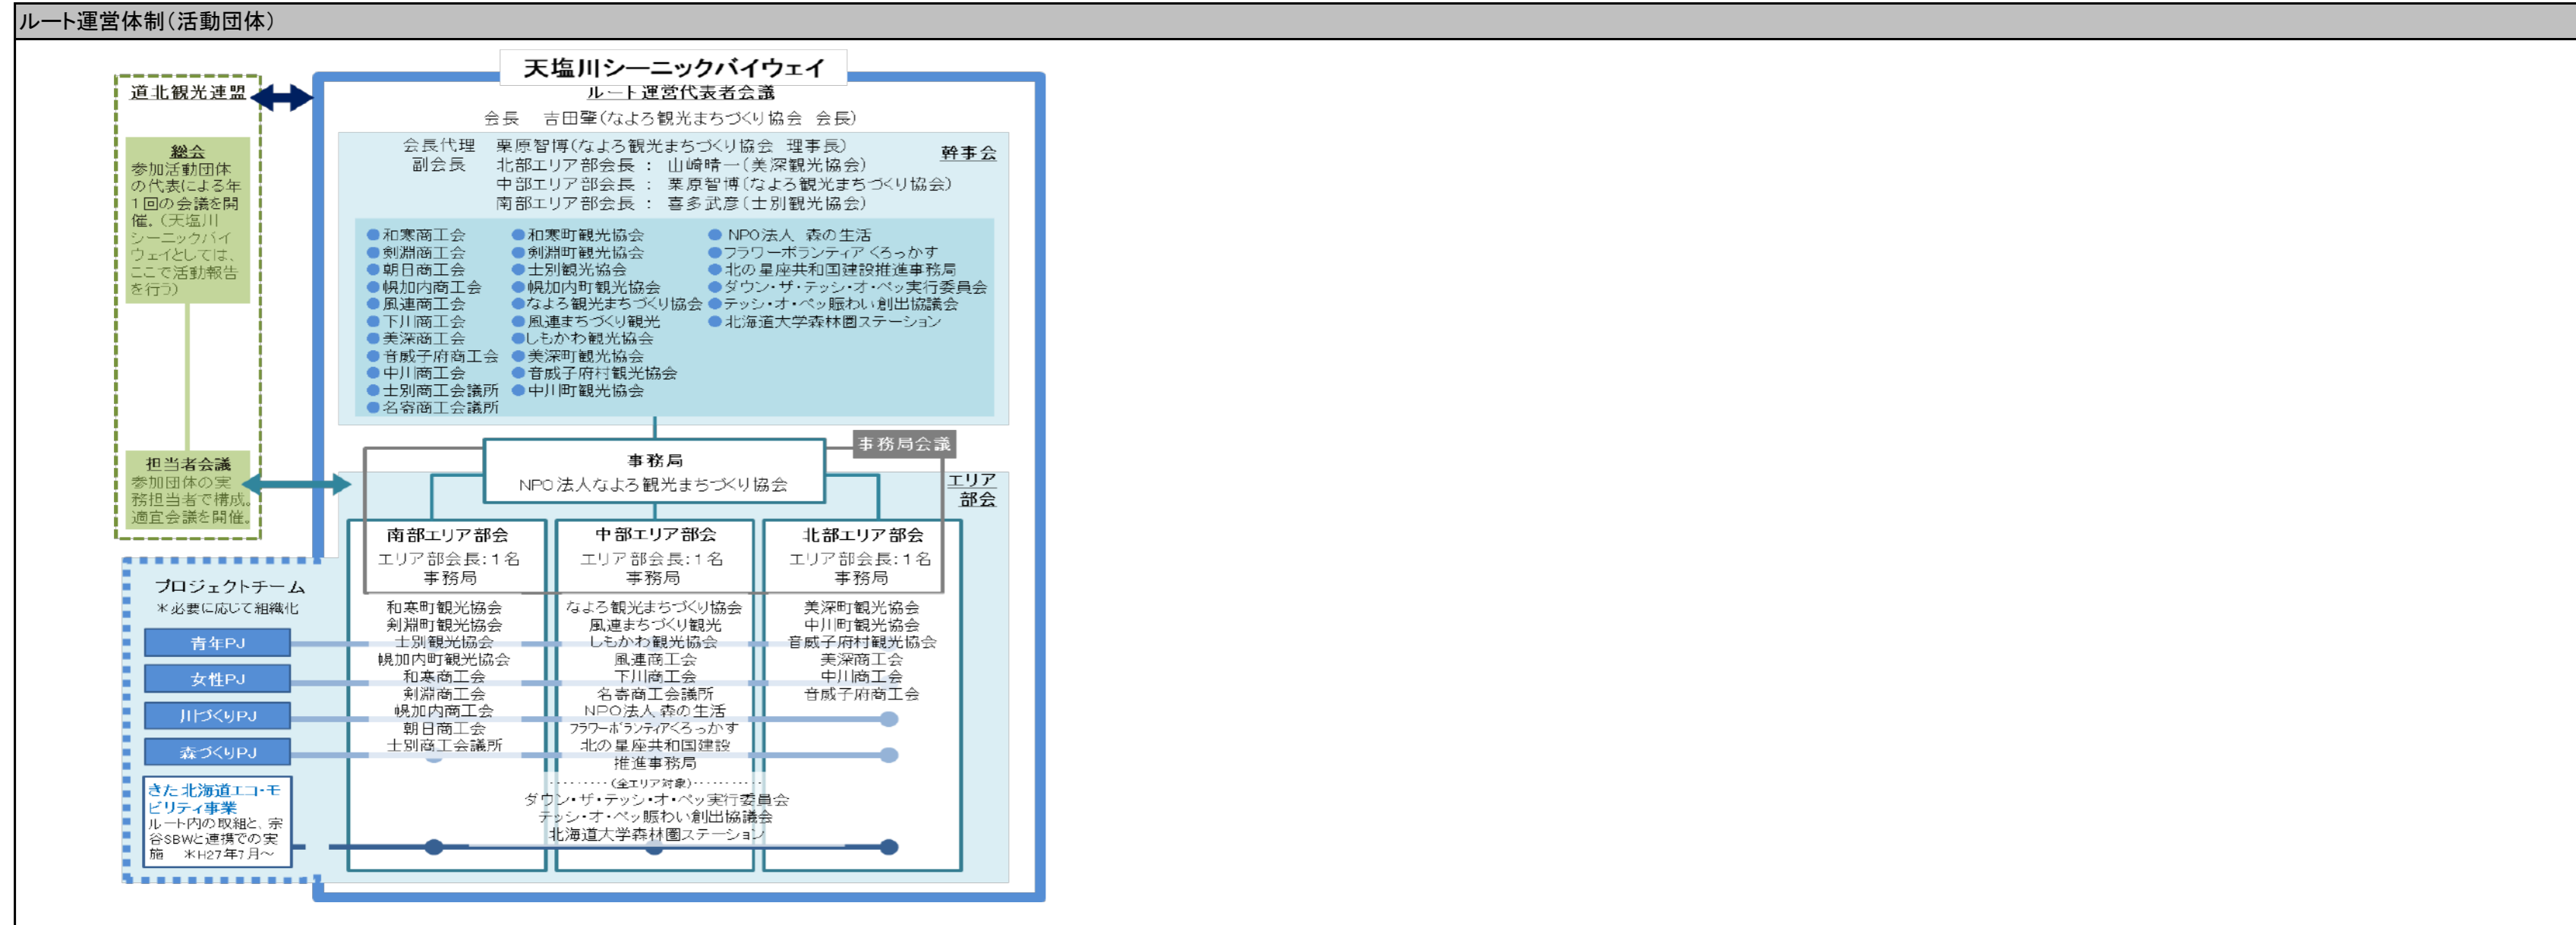 ルート運営体制(活動団体)
天塩川シーニックバイウェイ
道北観光連盟
総会
参加活動団体
の代表による年
1回の会議を開
催。(天塩川
シーニックバイ
ウェイとしては、
ここで活動報告
を行う)
担当者会議
参加団体の実
務担当者で構成。
適宜会議を開催。
ルート運営代表者会議
会長 吉田肇(なよろ観光まちづくり協会 会長)
幹事会
会長代理 栗原智博(なよろ観光まちづくり協会 理事長)
副会長 北部エリア部会長 : 山崎晴一(美深観光協会)
中部エリア部会長 : 栗原智博(なよろ観光まちづくり協会)
南部エリア部会長 : 喜多武彦(士別観光協会)
●和寒商工会
●剣淵商工会
●朝日商工会
●幌加内商工会
●風連商工会
●下川商工会
●美深商工会
●音威子府商工会
●中川商工会
●士別商工会議所
●名寄商工会議所
●和寒町観光協会
●剣淵町観光協会
●士別観光協会
●幌加内町観光協会
●なよろ観光まちづくり協会
●風連まちづくり観光
●しもかわ観光協会
●美深町観光協会
●音威子府村観光協会
●中川町観光協会
● NPO法人 森の生活
●フラワーボランティアくろっかす
●北の星座共和国建設推進事務局
●ダウン・ザ・テッシ・オ・ペッ実行委員会
●テッシ・オ・ペッ賑わい創出協議会
●北海道大学森林圏ステーション
事務局会議
事務局
NPO法人なよろ観光まちづくり協会
エリア
部会
南部エリア部会
エリア部会長:1名
事務局
和寒町観光協会
剣淵町観光協会
士別観光協会
幌加内町観光協会
和寒商工会
剣淵商工会
幌加内商工会
朝日商工会
士別商工会議所
中部エリア部会
エリア部会長:1名
事務局
なよろ観光まちづくり協会
風連まちづくり観光
しもかわ観光協会
風連商工会
下川商工会
名寄商工会議所
NPO法人 森の生活
フラワーボランティアくろっかす
北の星座共和国建設
推進事務局
(全エリア対象)
ダウン・ザ・テッシ・オ・ペッ実行委員会
テッシ・オ・ペッ賑わい創出協議会
北海道大学森林圏ステーション
北部エリア部会
エリア部会長:1名
事務局
美深町観光協会
中川町観光協会
音威子府村観光協会
美深商工会
中川商工会
音威子府商工会
プロジェクトチーム
*必要に応じて組織化
青年PJ
女性PJ
川づくりPJ
森づくりPJ
きた北海道エコ・モ
ビリティ事業
ルート内の取組と、宗
谷SBWと連携での実
施 *H27年7月~